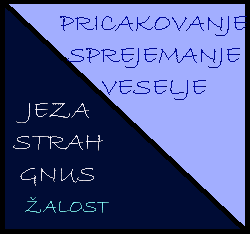 PRICAKOVANJE
SPREJEMANJE
VESELJE
JEZA
STRAH
GNUS
ŽALOST